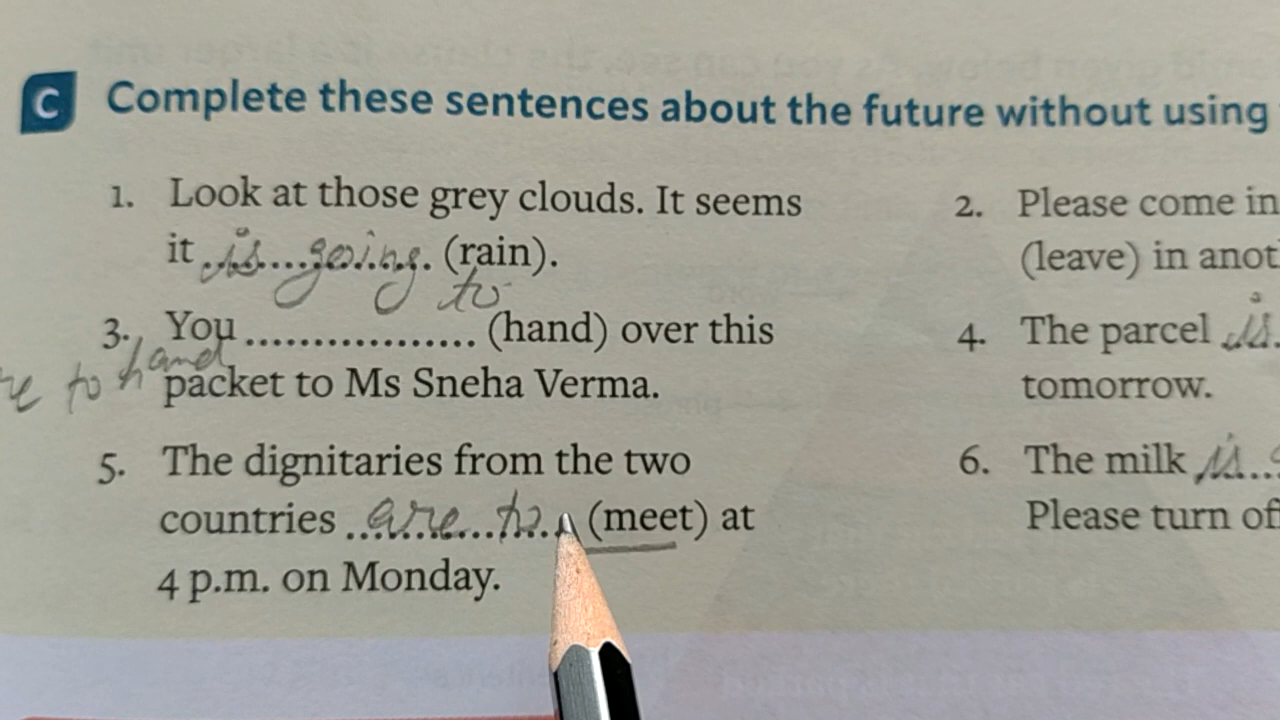 C Complete these sentences about the future without using
1. Look at those grey clouds. It seems
it is going (rain).
to
2. Please come in
(leave) in anot
3. You ................. (hand) over this
to hand
packet to Ms Sneha Verma.
4. The parcel is
tomorrow.
5. The dignitaries from the two
countries are to (meet) at
4 p.m. on Monday.
6. The milk is
Please turn of